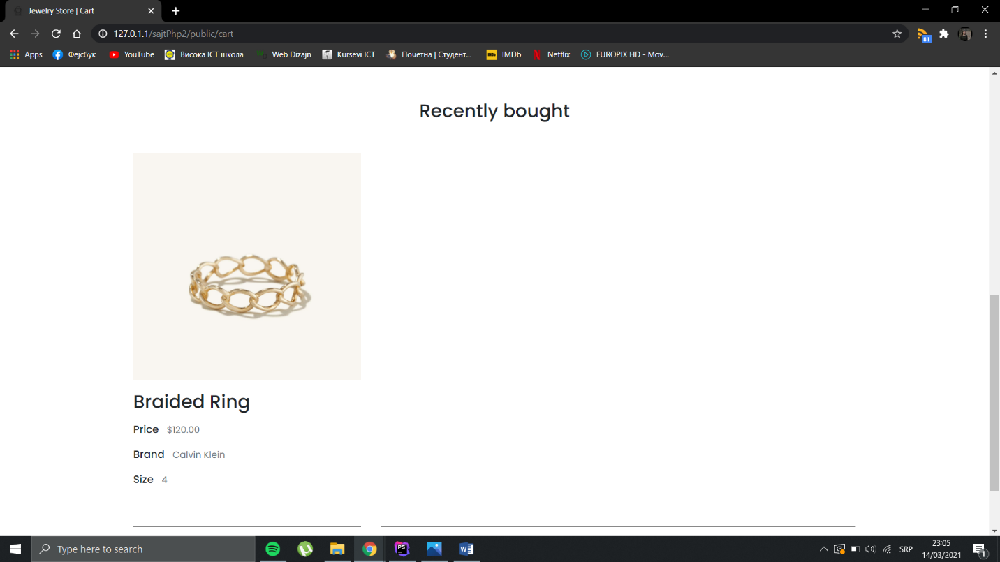 Jewelry Store | Cart
127.0.1.1/sajtPhp2/public/cart
81
Apps Фејсбук YouTube Висока ICT школа Web Dizajn Kursevi ICT Почетна | Студент... IMDb Netflix EUROPIX HD - Mov...
Recently bought
Braided Ring
Price $120.00
Brand Calvin Klein
Size 4
Type here to search
PS
W
SRP
23:05
14/03/2021
1